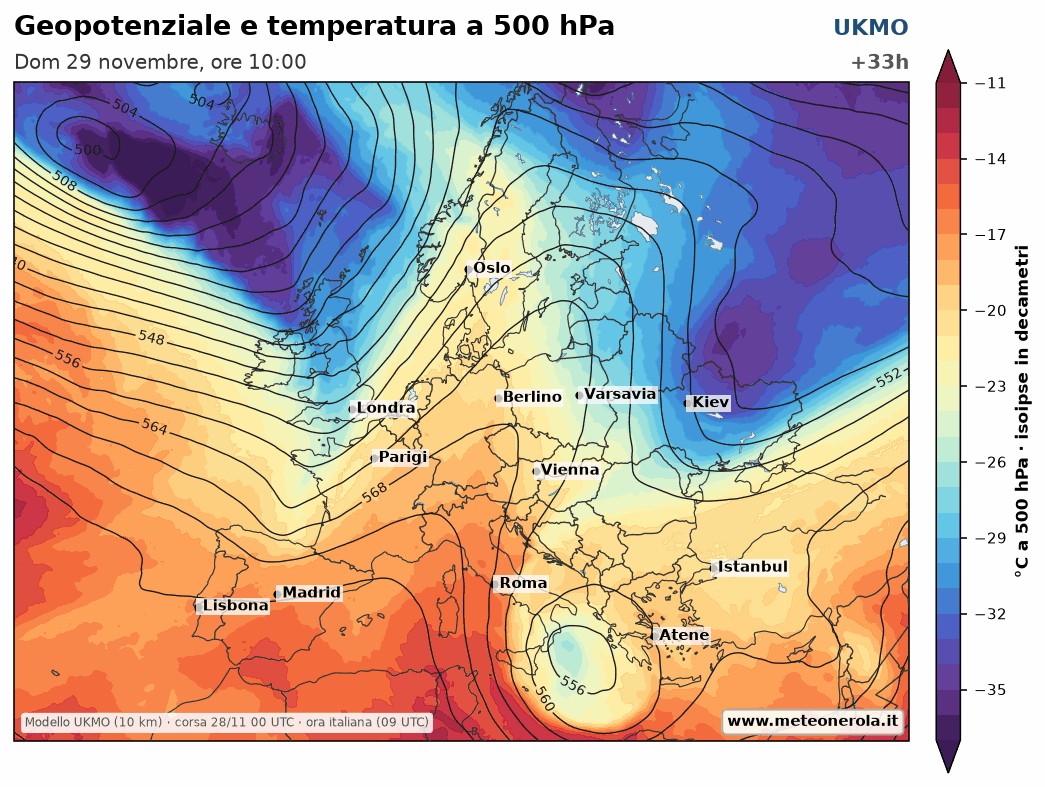 Geopotenziale e temperatura a 500 hPa
UKMO
Dom 29 novembre, ore 10:00
+33h
504
504
500
508
548
556
552
564
568
556
560
Oslo
Berlino
Varsavia
Kiev
Londra
Parigi
Vienna
Istanbul
Roma
Madrid
Lisbona
Atene
−11
−14
−17
−20
−23
−26
−29
−32
−35
°C a 500 hPa · isoipse in decametri
Modello UKMO (10 km) · corsa 28/11 00 UTC · ora italiana (09 UTC)
www.meteonerola.it